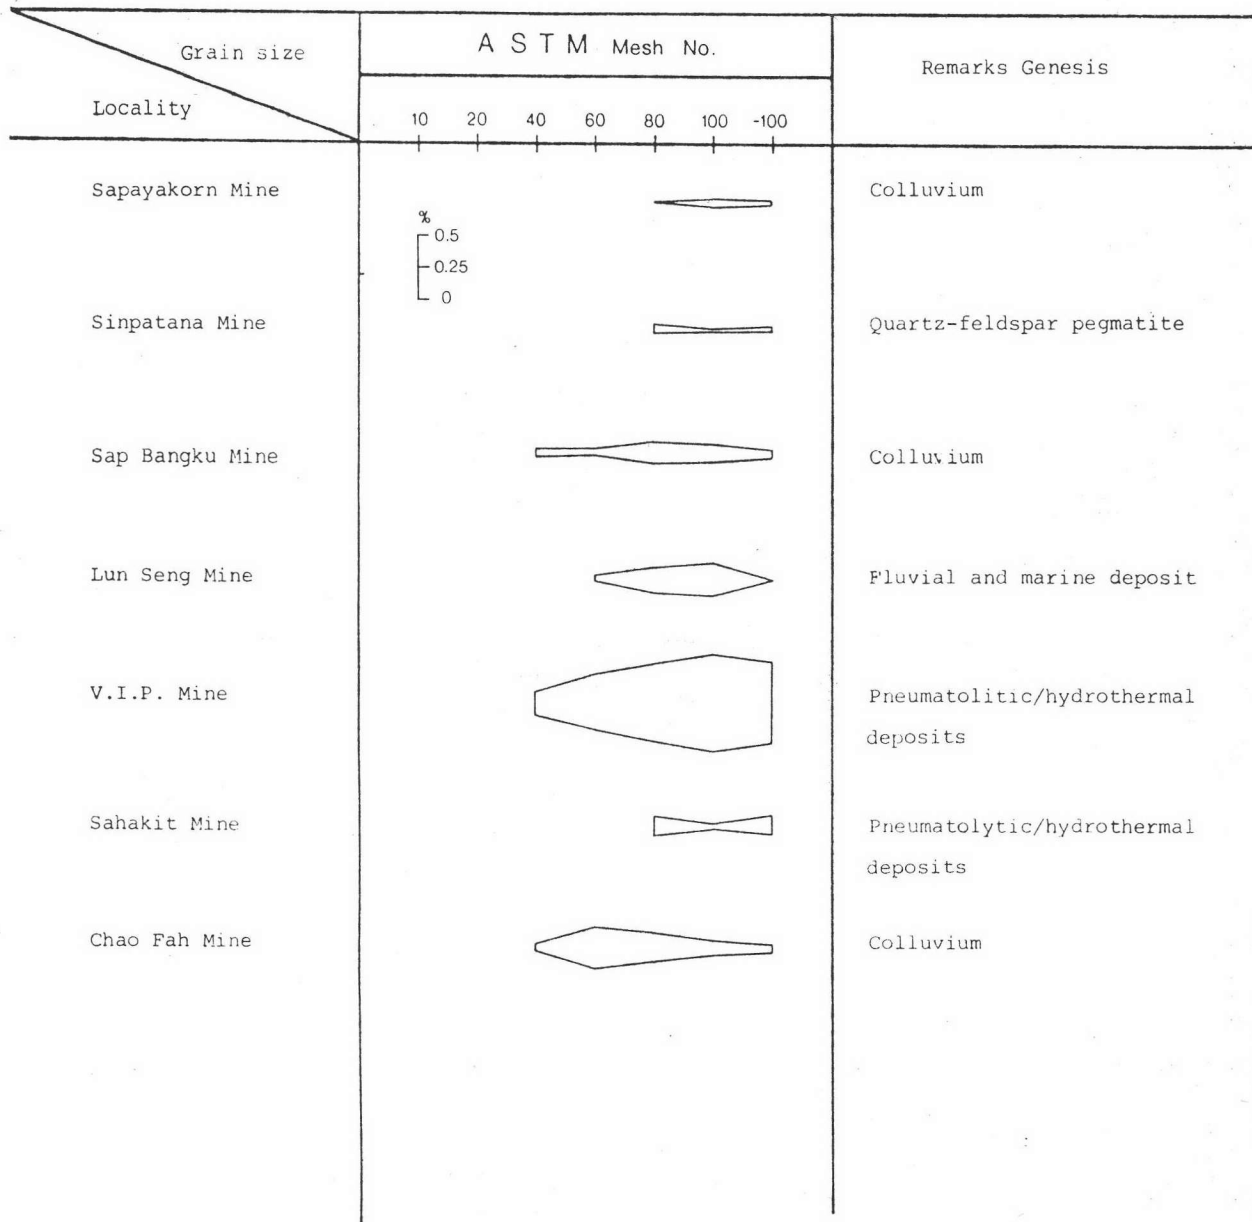 Grain size
Locality
A S T M Mesh No.
Remarks Genesis
10 20 40 60 80 100 -100
Sapayakorn Mine
Colluvium
%
0.5
0.25
0
Sinpatana Mine
Quartz-feldspar pegmatite
Sap Bangku Mine
Colluvium
Lun Seng Mine
Fluvial and marine deposit
V.I.P. Mine
Pneumatolitic/hydrothermal
deposits
Sahakit Mine
Pneumatolytic/hydrothermal
deposits
Chao Fah Mine
Colluvium